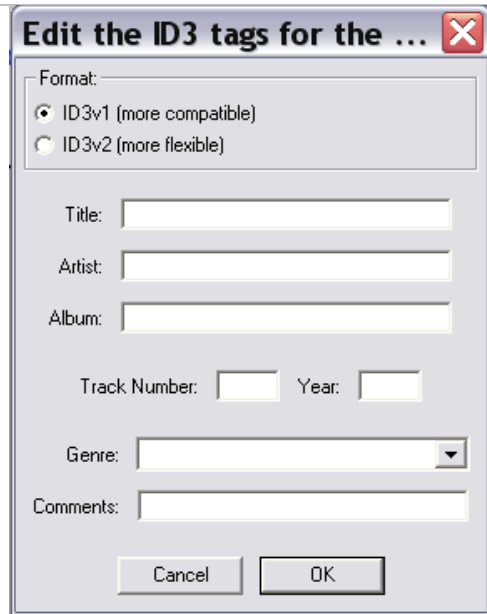 Edit the ID3 tags for the ...
Format:
ID3v1 (more compatible)
ID3v2 (more flexible)
Title:
Artist:
Album:
Track Number: Year:
Genre:
Comments:
Cancel OK